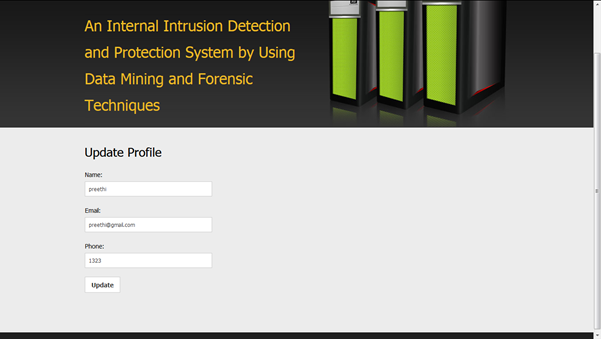 An Internal Intrusion Detection
and Protection System by Using
Data Mining and Forensic
Techniques
Update Profile
Name:
preethi
Email:
preethi@gmail.com
Phone:
1323
Update